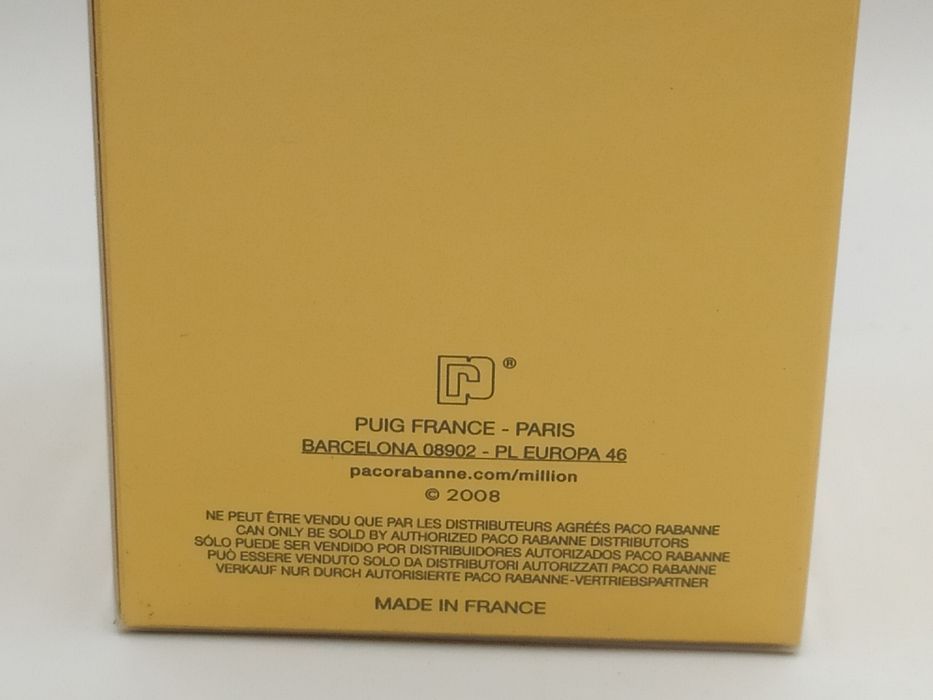 PUIG FRANCE - PARIS
BARCELONA 08902 - PL EUROPA 46
pacorabanne.com/million
© 2008
NE PEUT ÊTRE VENDU QUE PAR LES DISTRIBUTEURS AGRÉÉS PACO RABANNE
CAN ONLY BE SOLD BY AUTHORIZED PACO RABANNE DISTRIBUTORS
SÓLO PUEDE SER VENDIDO POR DISTRIBUIDORES AUTORIZADOS PACO RABANNE
PUÒ ESSERE VENDUTO SOLO DA DISTRIBUTORI AUTORIZZATI PACO RABANNE
VERKAUF NUR DURCH AUTORISIERTE PACO RABANNE-VERTRIEBSPARTNER
MADE IN FRANCE